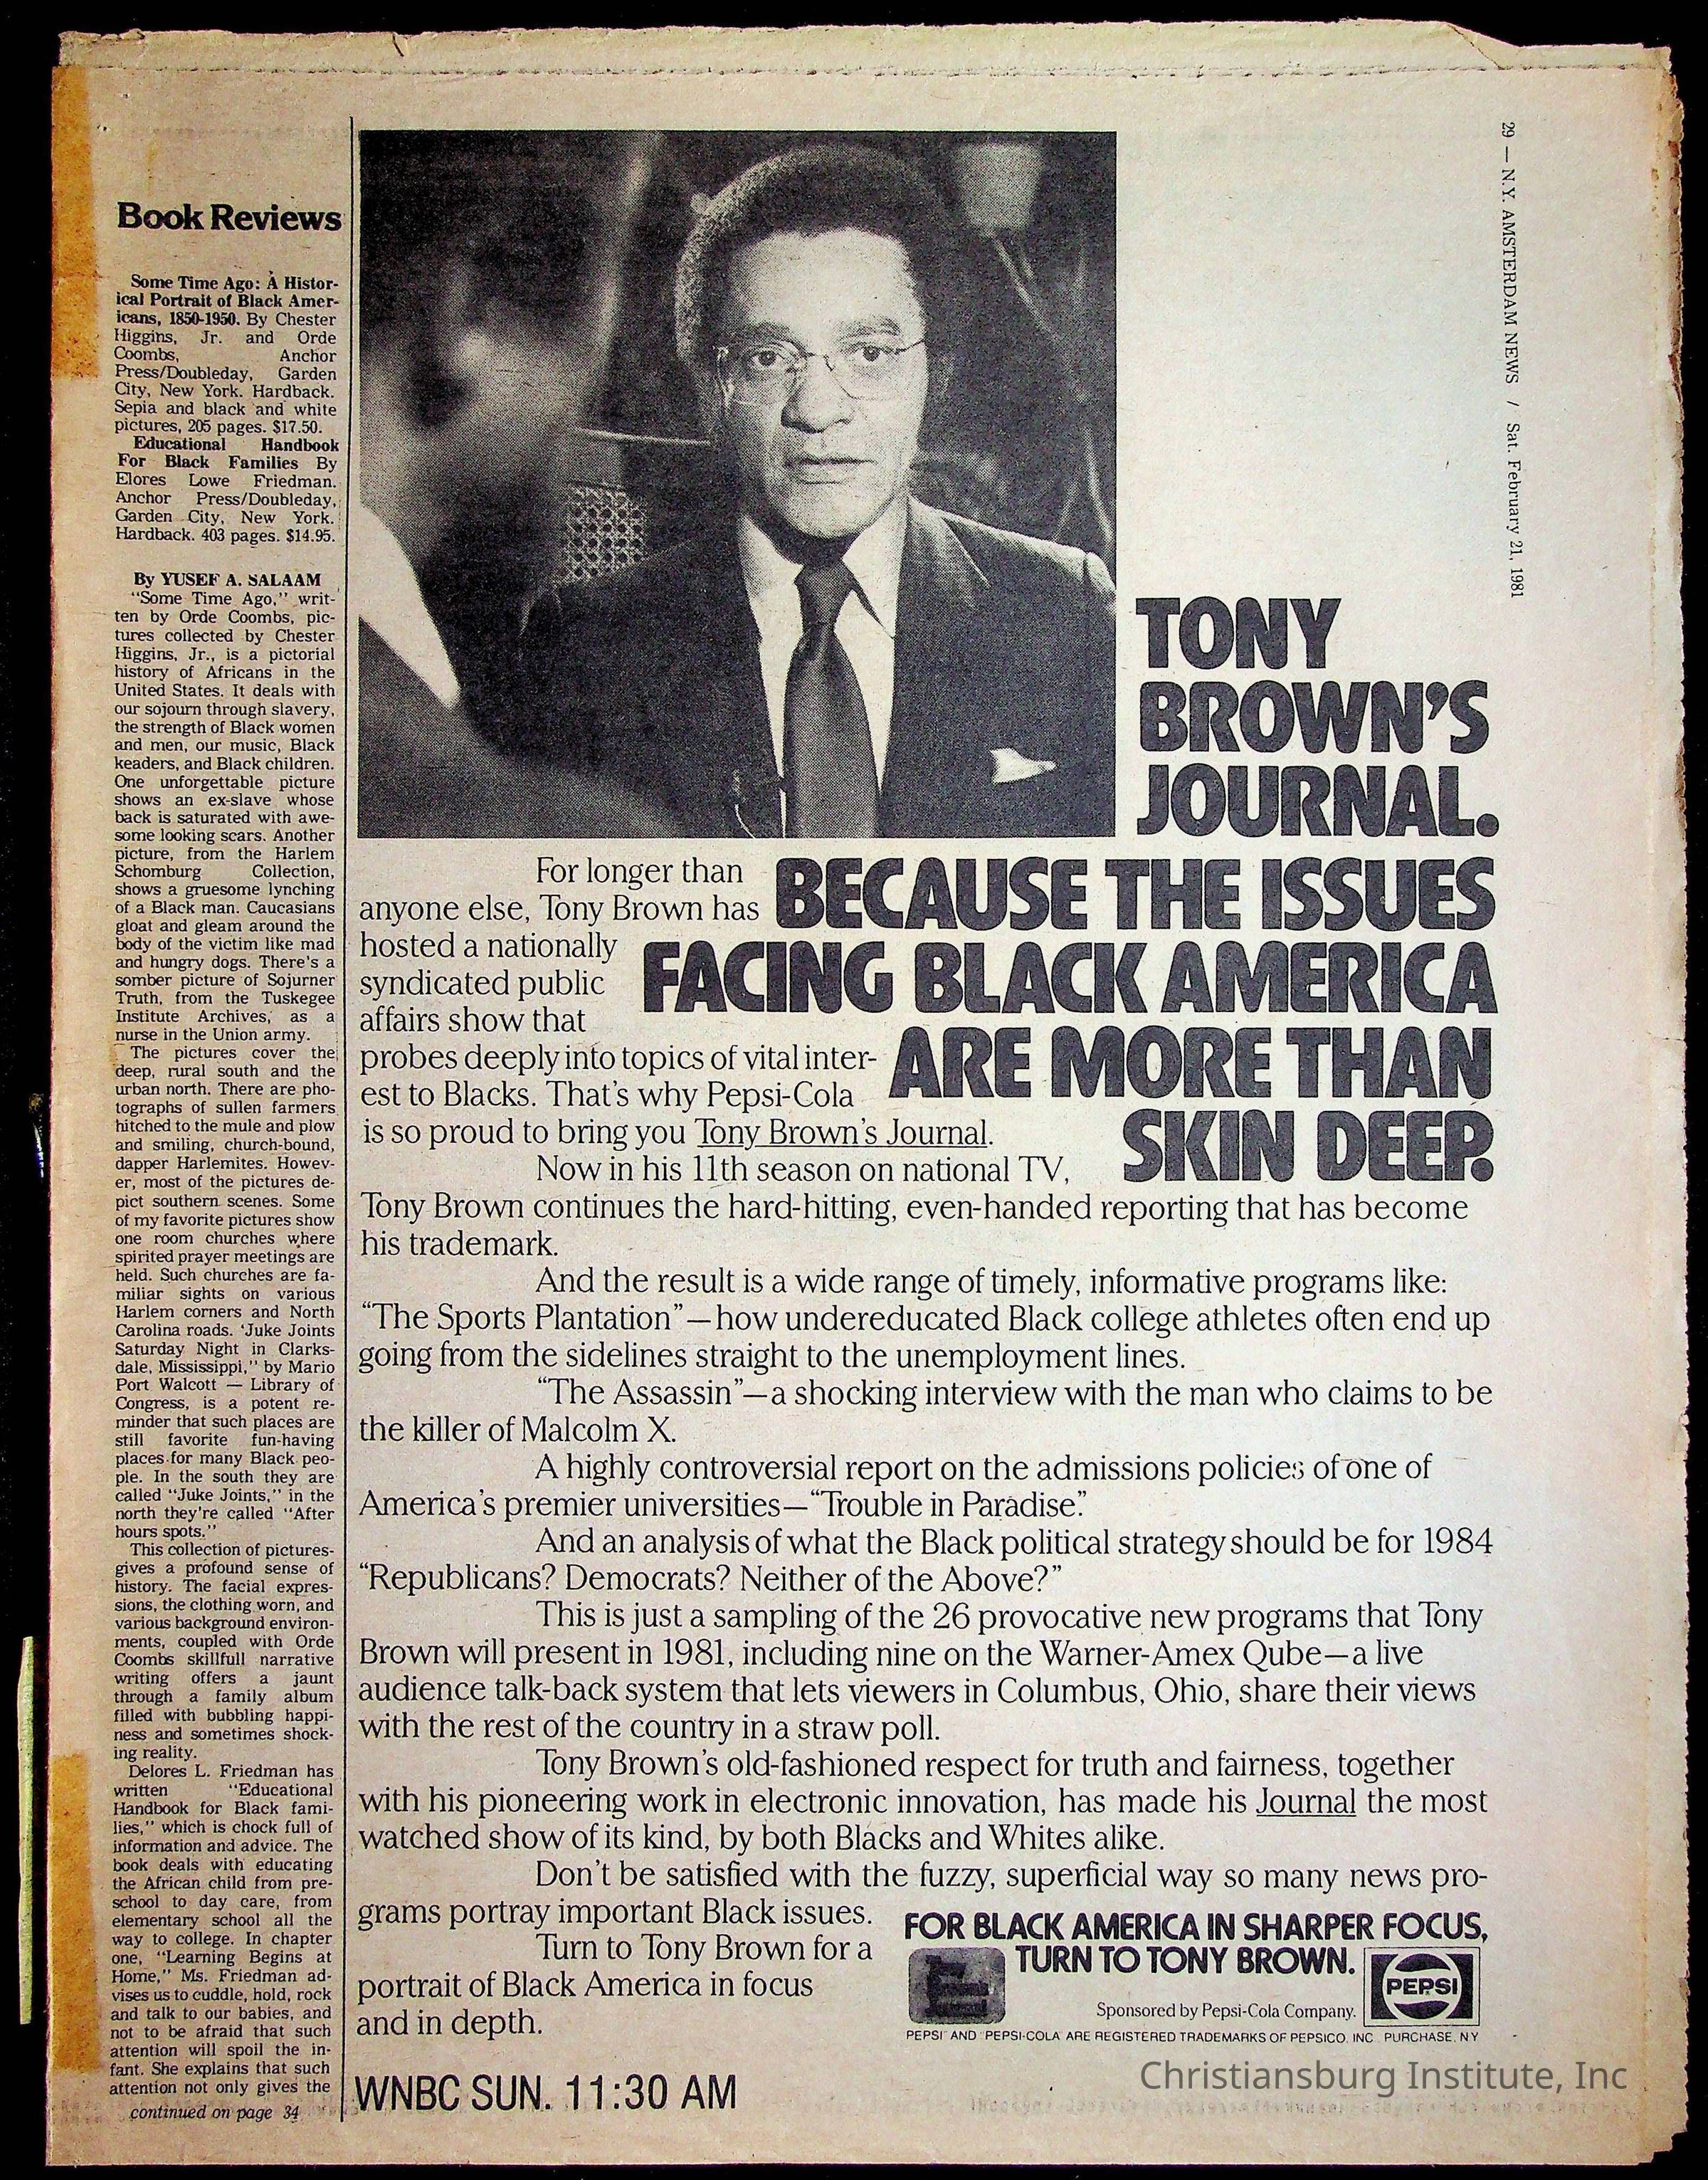 29 — N.Y. AMSTERDAM NEWS / Sat. February 21, 1981
Book Reviews
Some Time Ago: A Histor-
ical Portrait of Black Amer-
icans, 1850-1950. By Chester
Higgins, Jr. and Orde
Coombs, Anchor
Press/Doubleday, Garden
City, New York. Hardback.
Sepia and black and white
pictures, 205 pages. $17.50.
Educational Handbook
For Black Families By
Elores Lowe Friedman.
Anchor Press/Doubleday,
Garden City, New York.
Hardback. 403 pages. $14.95.
By YUSEF A. SALAAM
"Some Time Ago," writ-
ten by Orde Coombs, pic-
tures collected by Chester
Higgins, Jr., is a pictorial
history of Africans in the
United States. It deals with
our sojourn through slavery,
the strength of Black women
and men, our music, Black
keaders, and Black children.
One unforgettable picture
shows an ex-slave whose
back is saturated with awe-
some looking scars. Another
picture, from the Harlem
Schomburg Collection,
shows a gruesome lynching
of a Black man. Caucasians
gloat and gleam around the
body of the victim like mad
and hungry dogs. There's a
somber picture of Sojurner
Truth, from the Tuskegee
Institute Archives, as a
nurse in the Union army.
The pictures cover the
deep, rural south and the
urban north. There are pho-
tographs of sullen farmers
hitched to the mule and plow
and smiling, church-bound,
dapper Harlemites. Howev-
er, most of the pictures de-
pict southern scenes. Some
of my favorite pictures show
one room churches where
spirited prayer meetings are
held. Such churches are fa-
miliar sights on various
Harlem corners and North
Carolina roads. 'Juke Joints
Saturday Night in Clarks-
dale, Mississippi," by Mario
Port Walcott — Library of
Congress, is a potent re-
minder that such places are
still favorite fun-having
places for many Black peo-
ple. In the south they are
called "Juke Joints," in the
north they're called "After
hours spots."
This collection of pictures-
gives a profound sense of
history. The facial expres-
sions, the clothing worn, and
various background environ-
ments, coupled with Orde
Coombs skillfull narrative
writing offers a jaunt
through a family album
filled with bubbling happi-
ness and sometimes shock-
ing reality.
Delores L. Friedman has
written "Educational
Handbook for Black fami-
lies," which is chock full of
information and advice. The
book deals with educating
the African child from pre-
school to day care, from
elementary school all the
way to college. In chapter
one, "Learning Begins at
Home," Ms. Friedman ad-
vises us to cuddle, hold, rock
and talk to our babies, and
not to be afraid that such
attention will spoil the in-
fant. She explains that such
attention not only gives the
continued on page 34
TONY
BROWN'S
JOURNAL.
BECAUSE THE ISSUES
FACING BLACK AMERICA
ARE MORE THAN
SKIN DEEP.
For longer than
anyone else, Tony Brown has
hosted a nationally
syndicated public
affairs show that
probes deeply into topics of vital inter-
est to Blacks. That's why Pepsi-Cola
is so proud to bring you Tony Brown's Journal.
Now in his 11th season on national TV,
Tony Brown continues the hard-hitting, even-handed reporting that has become
his trademark.
And the result is a wide range of timely, informative programs like:
"The Sports Plantation"—how undereducated Black college athletes often end up
going from the sidelines straight to the unemployment lines.
"The Assassin"—a shocking interview with the man who claims to be
the killer of Malcolm X.
A highly controversial report on the admissions policies of one of
America's premier universities—"Trouble in Paradise."
And an analysis of what the Black political strategy should be for 1984
"Republicans? Democrats? Neither of the Above?"
This is just a sampling of the 26 provocative new programs that Tony
Brown will present in 1981, including nine on the Warner-Amex Qube—a live
audience talk-back system that lets viewers in Columbus, Ohio, share their views
with the rest of the country in a straw poll.
Tony Brown's old-fashioned respect for truth and fairness, together
with his pioneering work in electronic innovation, has made his Journal the most
watched show of its kind, by both Blacks and Whites alike.
Don't be satisfied with the fuzzy, superficial way so many news pro-
grams portray important Black issues.
Turn to Tony Brown for a
portrait of Black America in focus
and in depth.
FOR BLACK AMERICA IN SHARPER FOCUS,
TURN TO TONY BROWN.
PEPSI
Sponsored by Pepsi-Cola Company.
PEPSI" AND "PEPSI-COLA" ARE REGISTERED TRADEMARKS OF PEPSICO, INC. PURCHASE, N.Y.
WNBC SUN. 11:30 AM
Christiansburg Institute, Inc